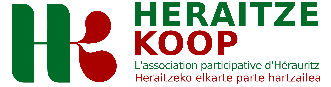 HERAITZE
KOOP
L'association participative d'Hérauritz
Heraitzeko elkarte parte hartzailea